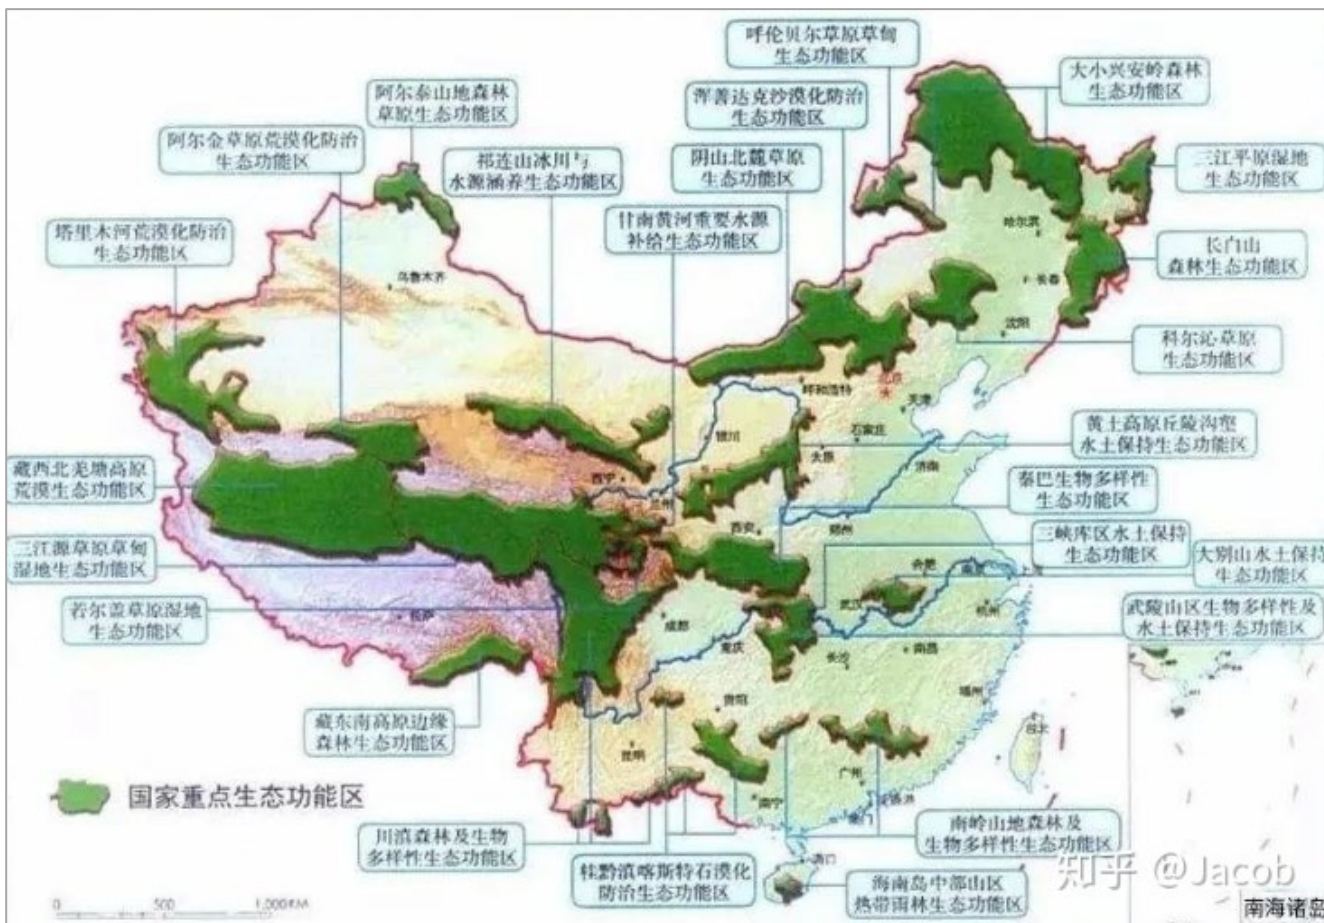 呼伦贝尔草原草甸
生态功能区
大小兴安岭森林
生态功能区
阿尔泰山地森林
草原生态功能区
浑善达克沙漠化防治
生态功能区
阿尔金草原荒漠化防治
生态功能区
祁连山冰川与
水源涵养生态功能区
阴山北麓草原
生态功能区
三江平原湿地
生态功能区
塔里木河荒漠化防治
生态功能区
甘南黄河重要水源
补给生态功能区
长白山
森林生态功能区
哈尔滨
乌鲁木齐
长春
沈阳
科尔沁草原
生态功能区
呼和浩特
北京
天津
银川
石家庄
太原
济南
黄土高原丘陵沟壑
水土保持生态功能区
藏西北羌塘高原
荒漠生态功能区
西宁
兰州
西安
郑州
秦巴生物多样性
生态功能区
三江源草原草甸
湿地生态功能区
三峡库区水土保持
生态功能区
大别山水土保持
生态功能区
合肥
南京
上海
若尔盖草原湿地
生态功能区
拉萨
成都
重庆
武汉
杭州
武陵山区生物多样性及
水土保持生态功能区
长沙
南昌
贵阳
福州
台北
藏东南高原边缘
森林生态功能区
昆明
广州
南宁
香港
澳门
国家重点生态功能区
川滇森林及生物
多样性生态功能区
桂黔滇喀斯特石漠化
防治生态功能区
南岭山地森林及
生物多样性生态功能区
海口
海南岛中部山区
热带雨林生态功能区
知乎 @Jacob
0 500 1,000 KM
南海诸岛